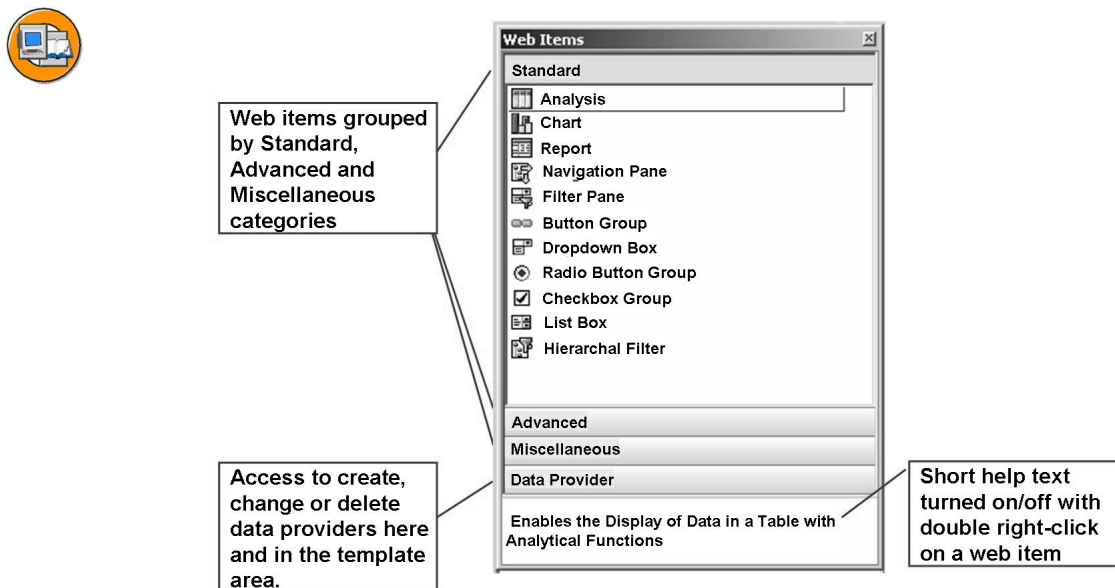 Web Items
Standard
Analysis
Chart
Report
Navigation Pane
Filter Pane
Button Group
Dropdown Box
Radio Button Group
Checkbox Group
List Box
Hierarchal Filter
Advanced
Miscellaneous
Data Provider
Enables the Display of Data in a Table with
Analytical Functions
Web items grouped
by Standard,
Advanced and
Miscellaneous
categories
Access to create,
change or delete
data providers here
and in the template
area.
Short help text
turned on/off with
double right-click
on a web item